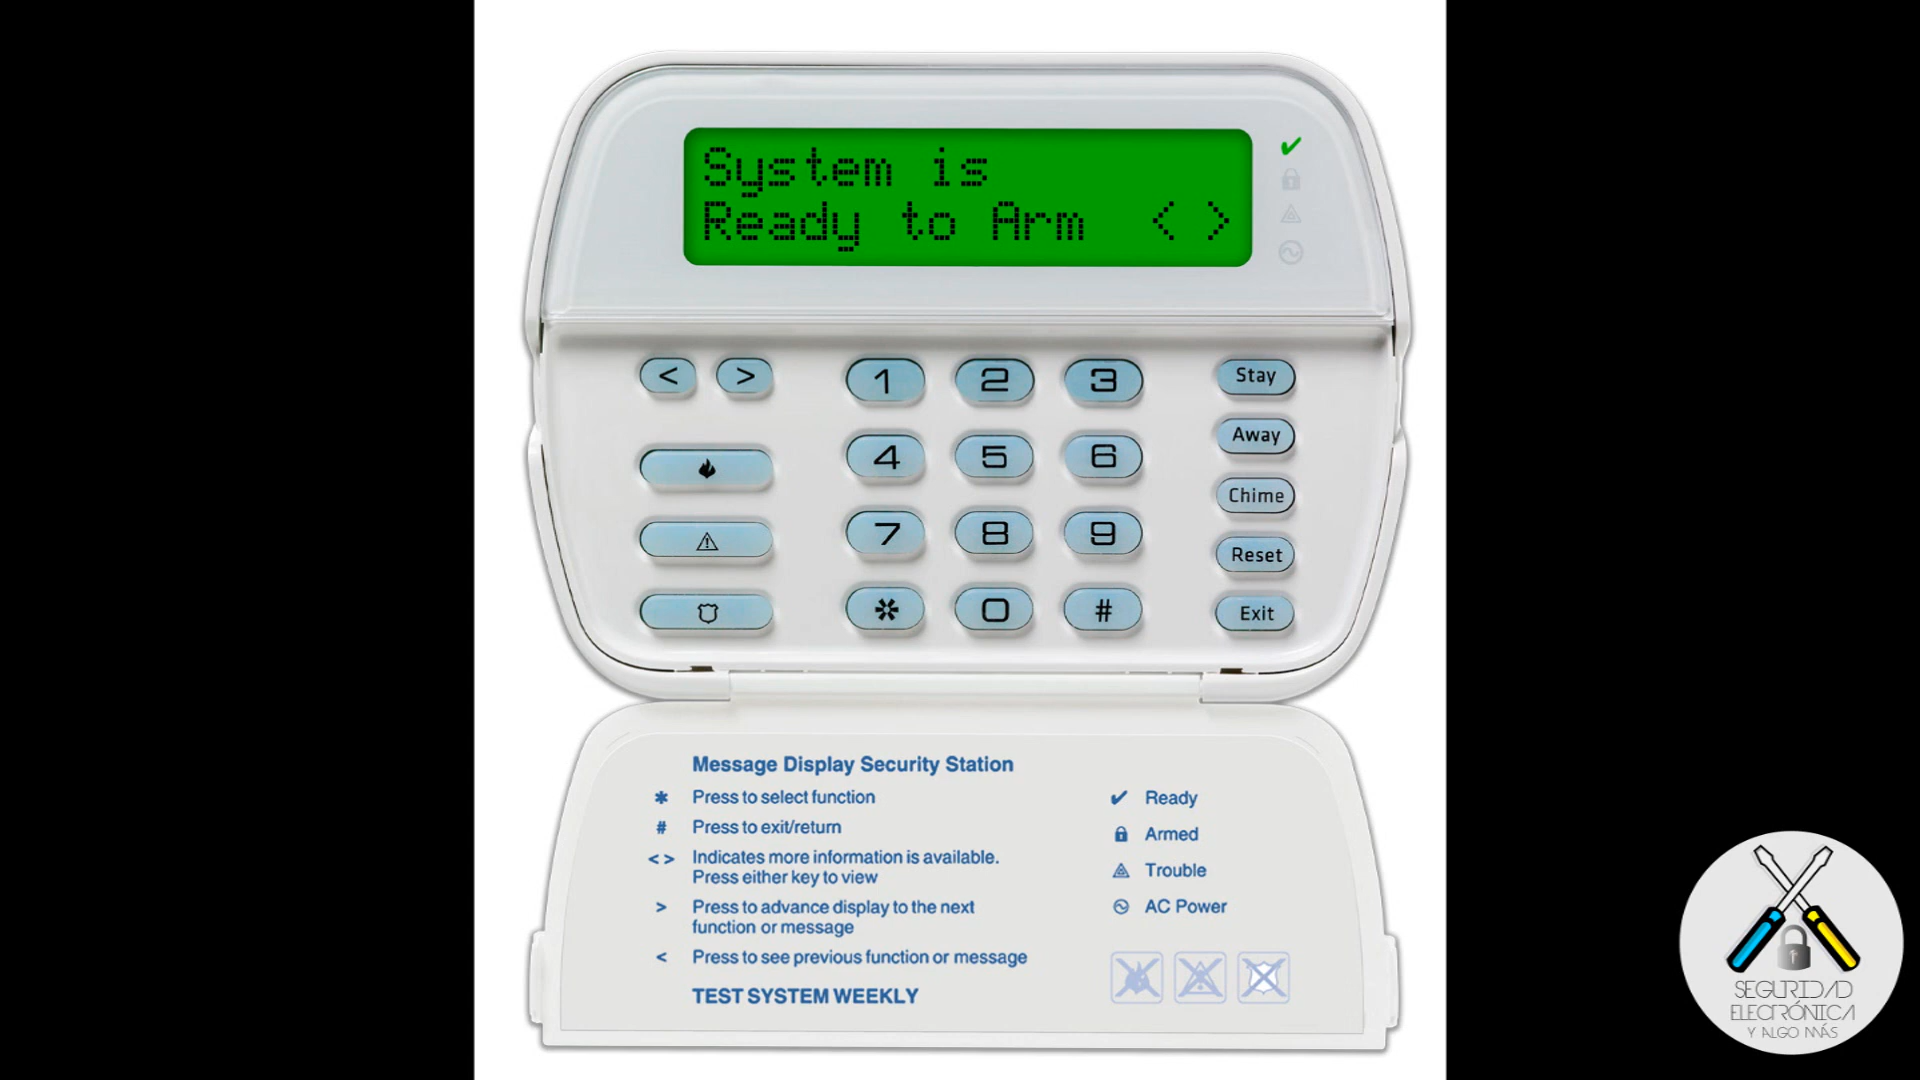 System is
Ready to Arm < >
< >
1 2 3
Stay
4 5 6
Away
Chime
7 8 9
Reset
* 0 #
Exit
Message Display Security Station
* Press to select function
# Press to exit/return
< > Indicates more information is available.
Press either key to view
> Press to advance display to the next
function or message
< Press to see previous function or message
TEST SYSTEM WEEKLY
✔ Ready
Armed
Trouble
AC Power
SEGURIDAD
ELECTRÓNICA
Y ALGO MÁS